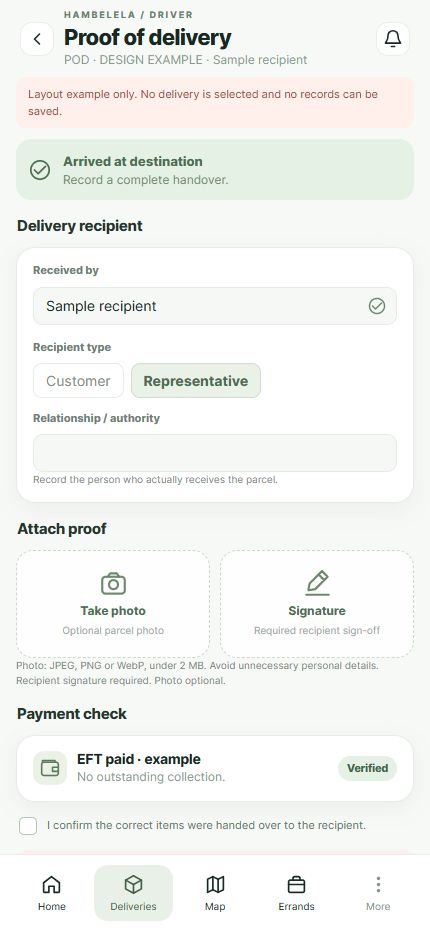 HAMBELELA / DRIVER
Proof of delivery
POD · DESIGN EXAMPLE · Sample recipient
Layout example only. No delivery is selected and no records can be
saved.
Arrived at destination
Record a complete handover.
Delivery recipient
Received by
Sample recipient
Recipient type
Customer Representative
Relationship / authority
Record the person who actually receives the parcel.
Attach proof
Take photo Signature
Optional parcel photo Required recipient sign-off
Photo: JPEG, PNG or WebP, under 2 MB. Avoid unnecessary personal details.
Recipient signature required. Photo optional.
Payment check
EFT paid · example
No outstanding collection.
Verified
I confirm the correct items were handed over to the recipient.
Home Deliveries Map Errands More